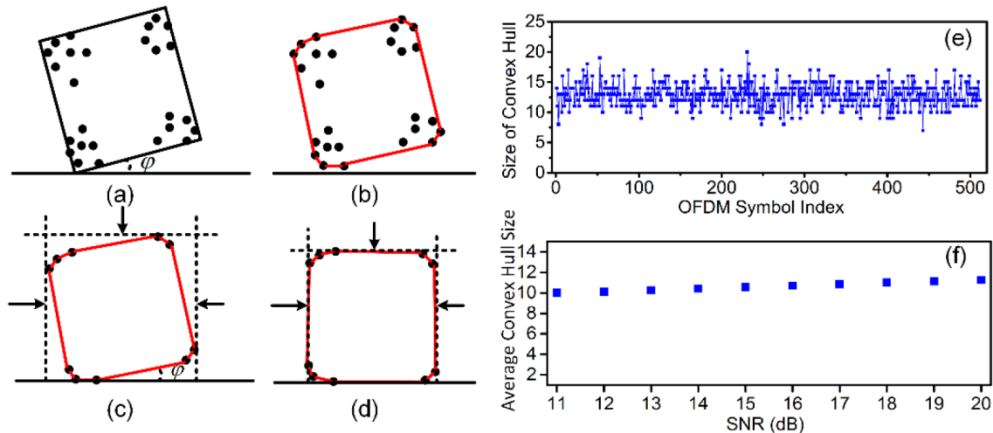 φ
(a)
(b)
φ
(c)
(d)
(e)
Size of Convex Hull
25
20
15
10
5
0
0 100 200 300 400 500
OFDM Symbol Index
(f)
Average Convex Hull Size
14
12
10
8
6
4
2
11 12 13 14 15 16 17 18 19 20
SNR (dB)